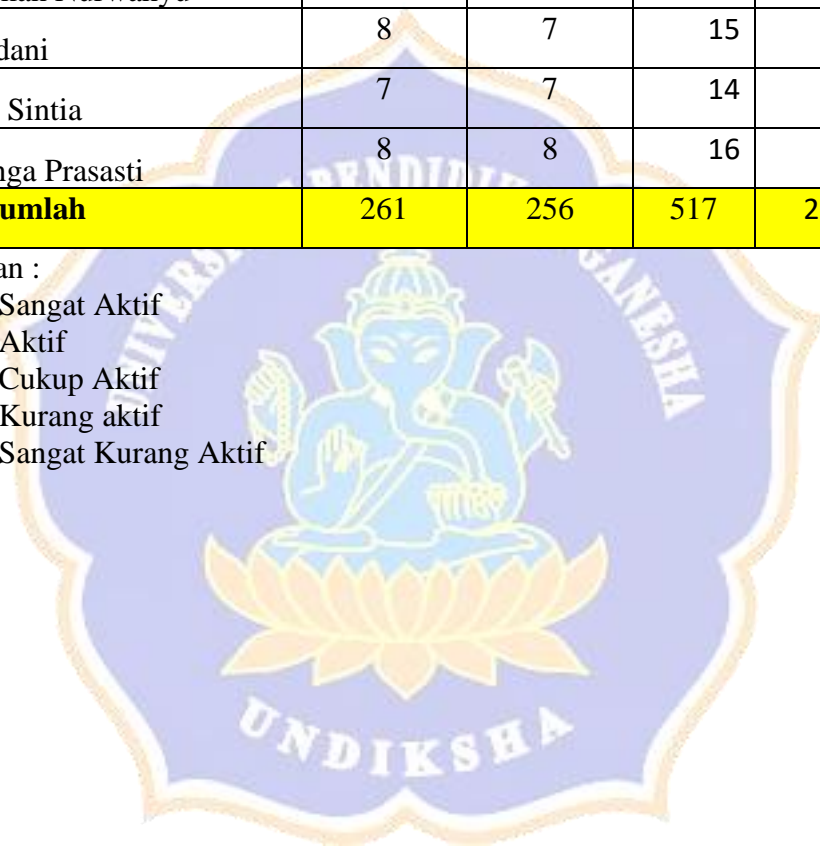 dani 8 7 15
Sintia 7 7 14
nga Prasasti 8 8 16
umlah 261 256 517 2
an :
Sangat Aktif
Aktif
Cukup Aktif
Kurang aktif
Sangat Kurang Aktif
UNDIKSHA